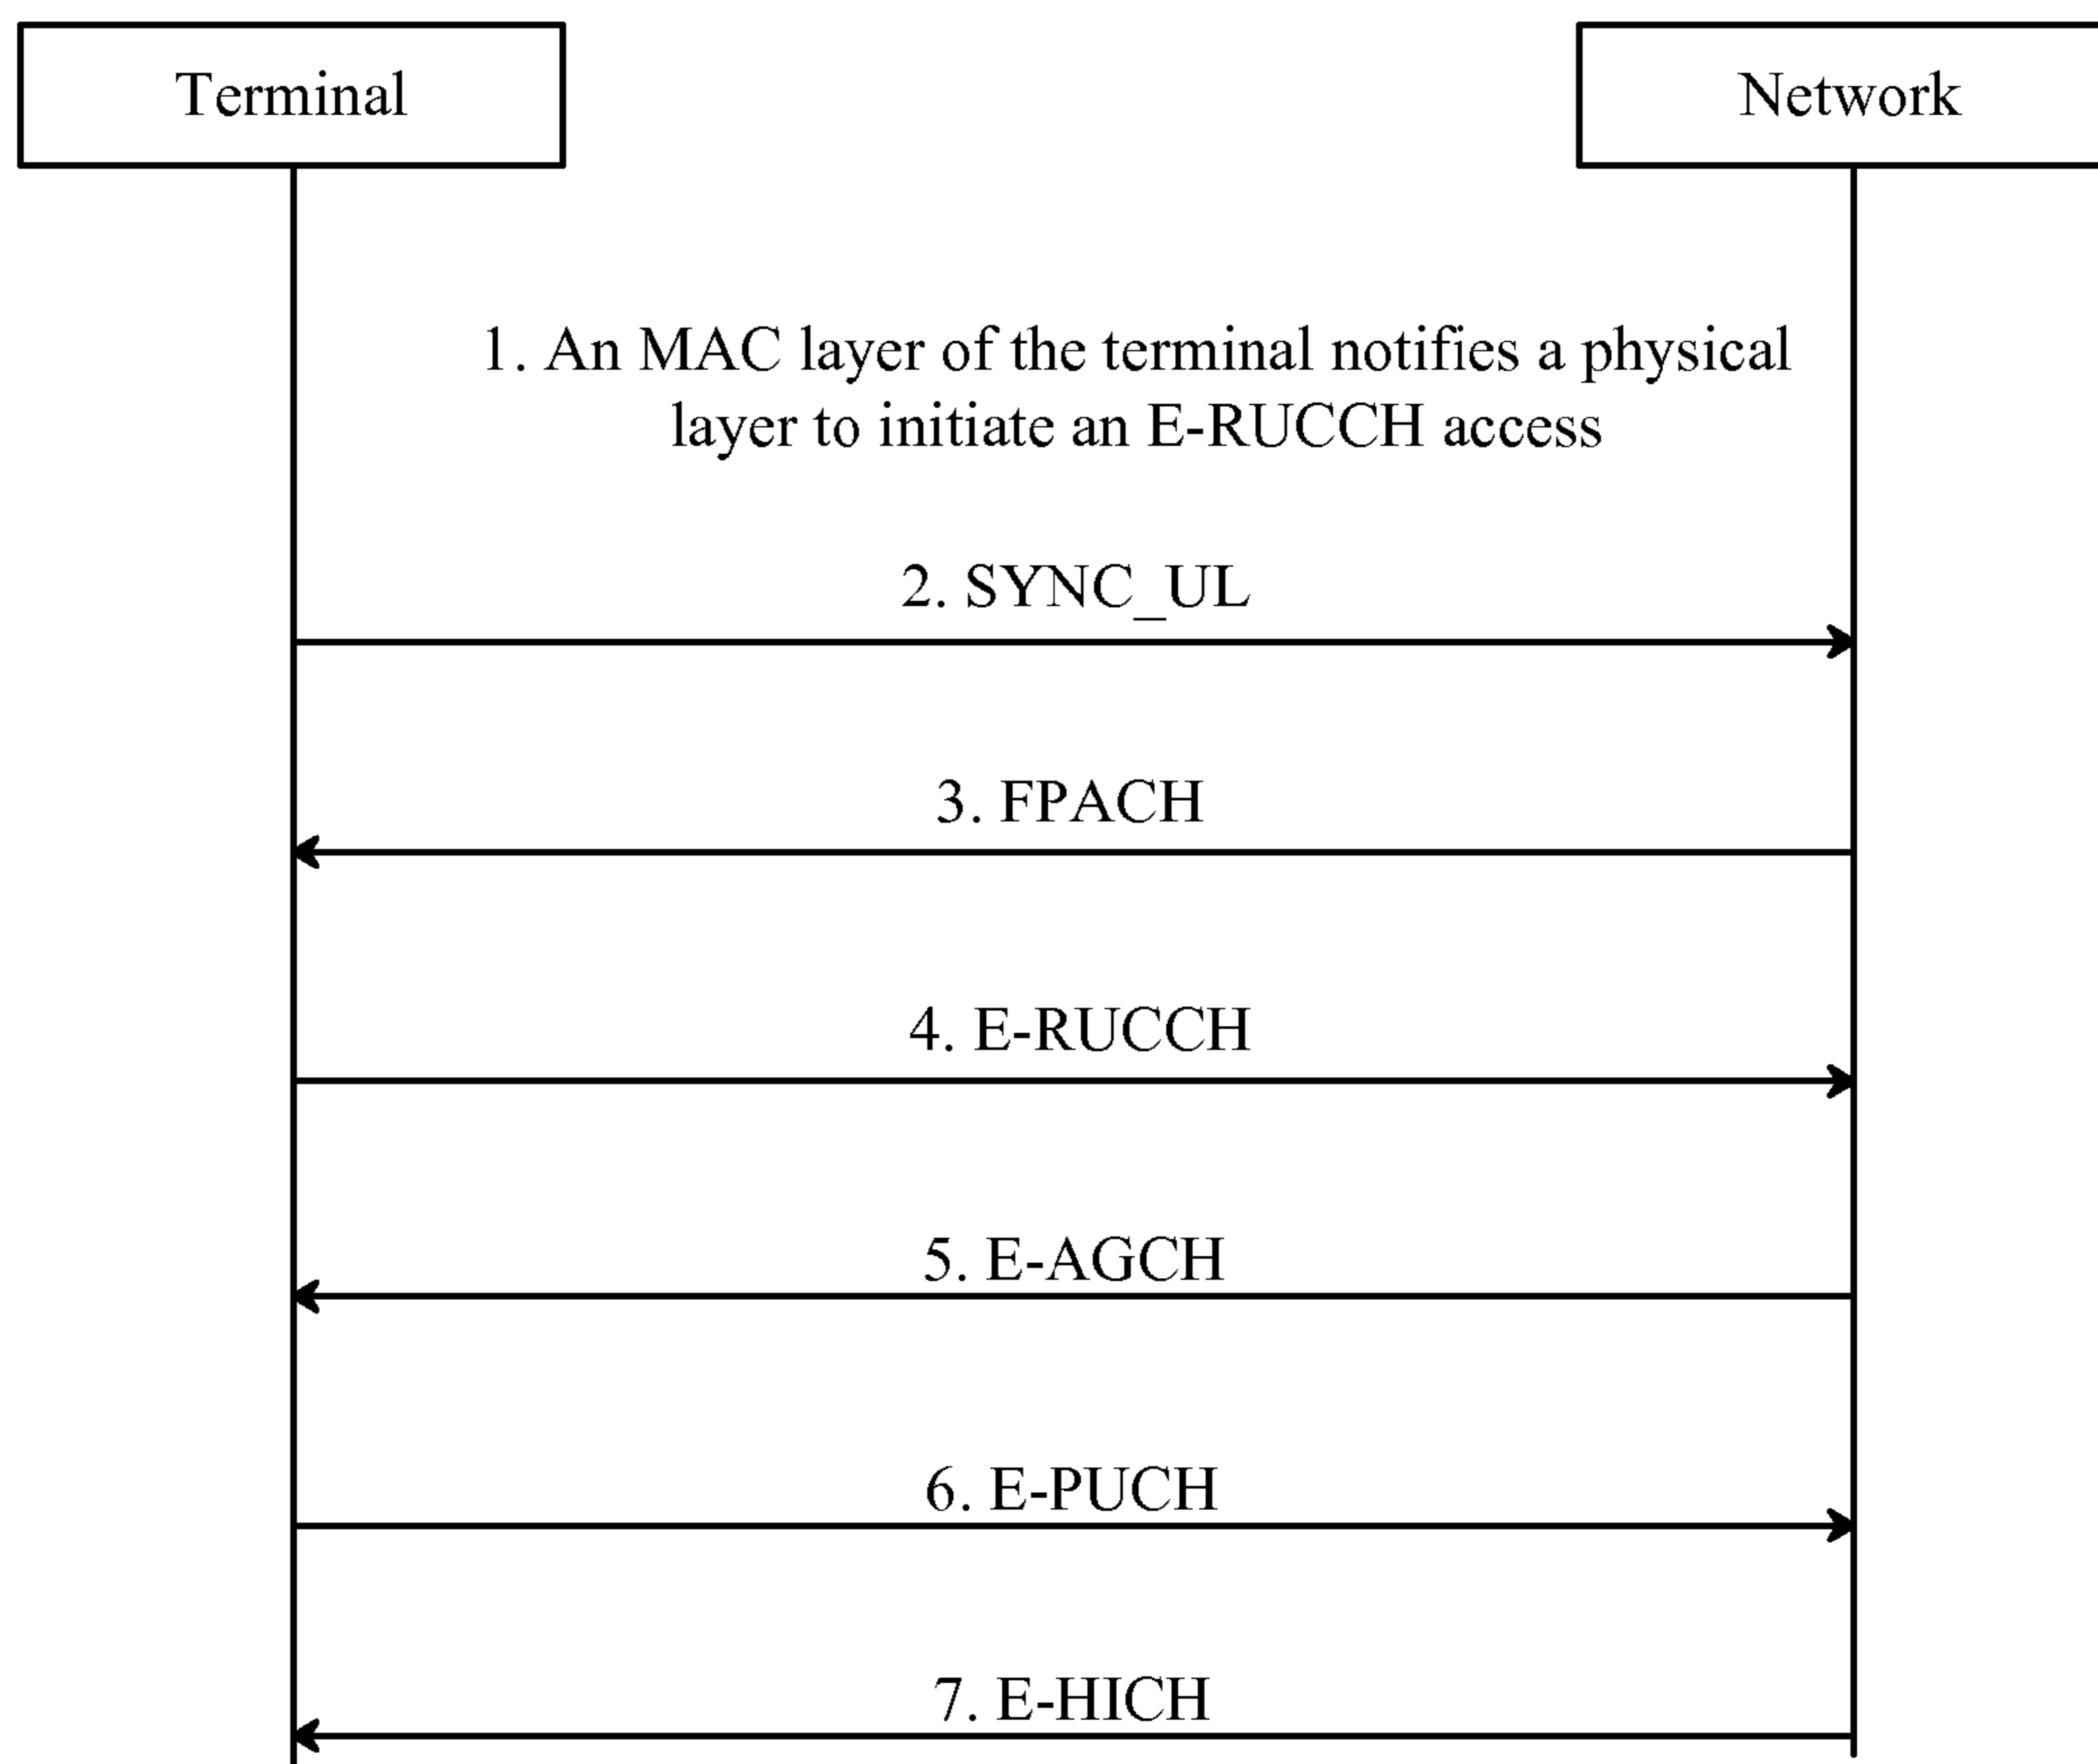 Terminal
Network
1. An MAC layer of the terminal notifies a physical
layer to initiate an E-RUCCH access
2. SYNC_UL
3. FPACH
4. E-RUCCH
5. E-AGCH
6. E-PUCH
7. E-HICH